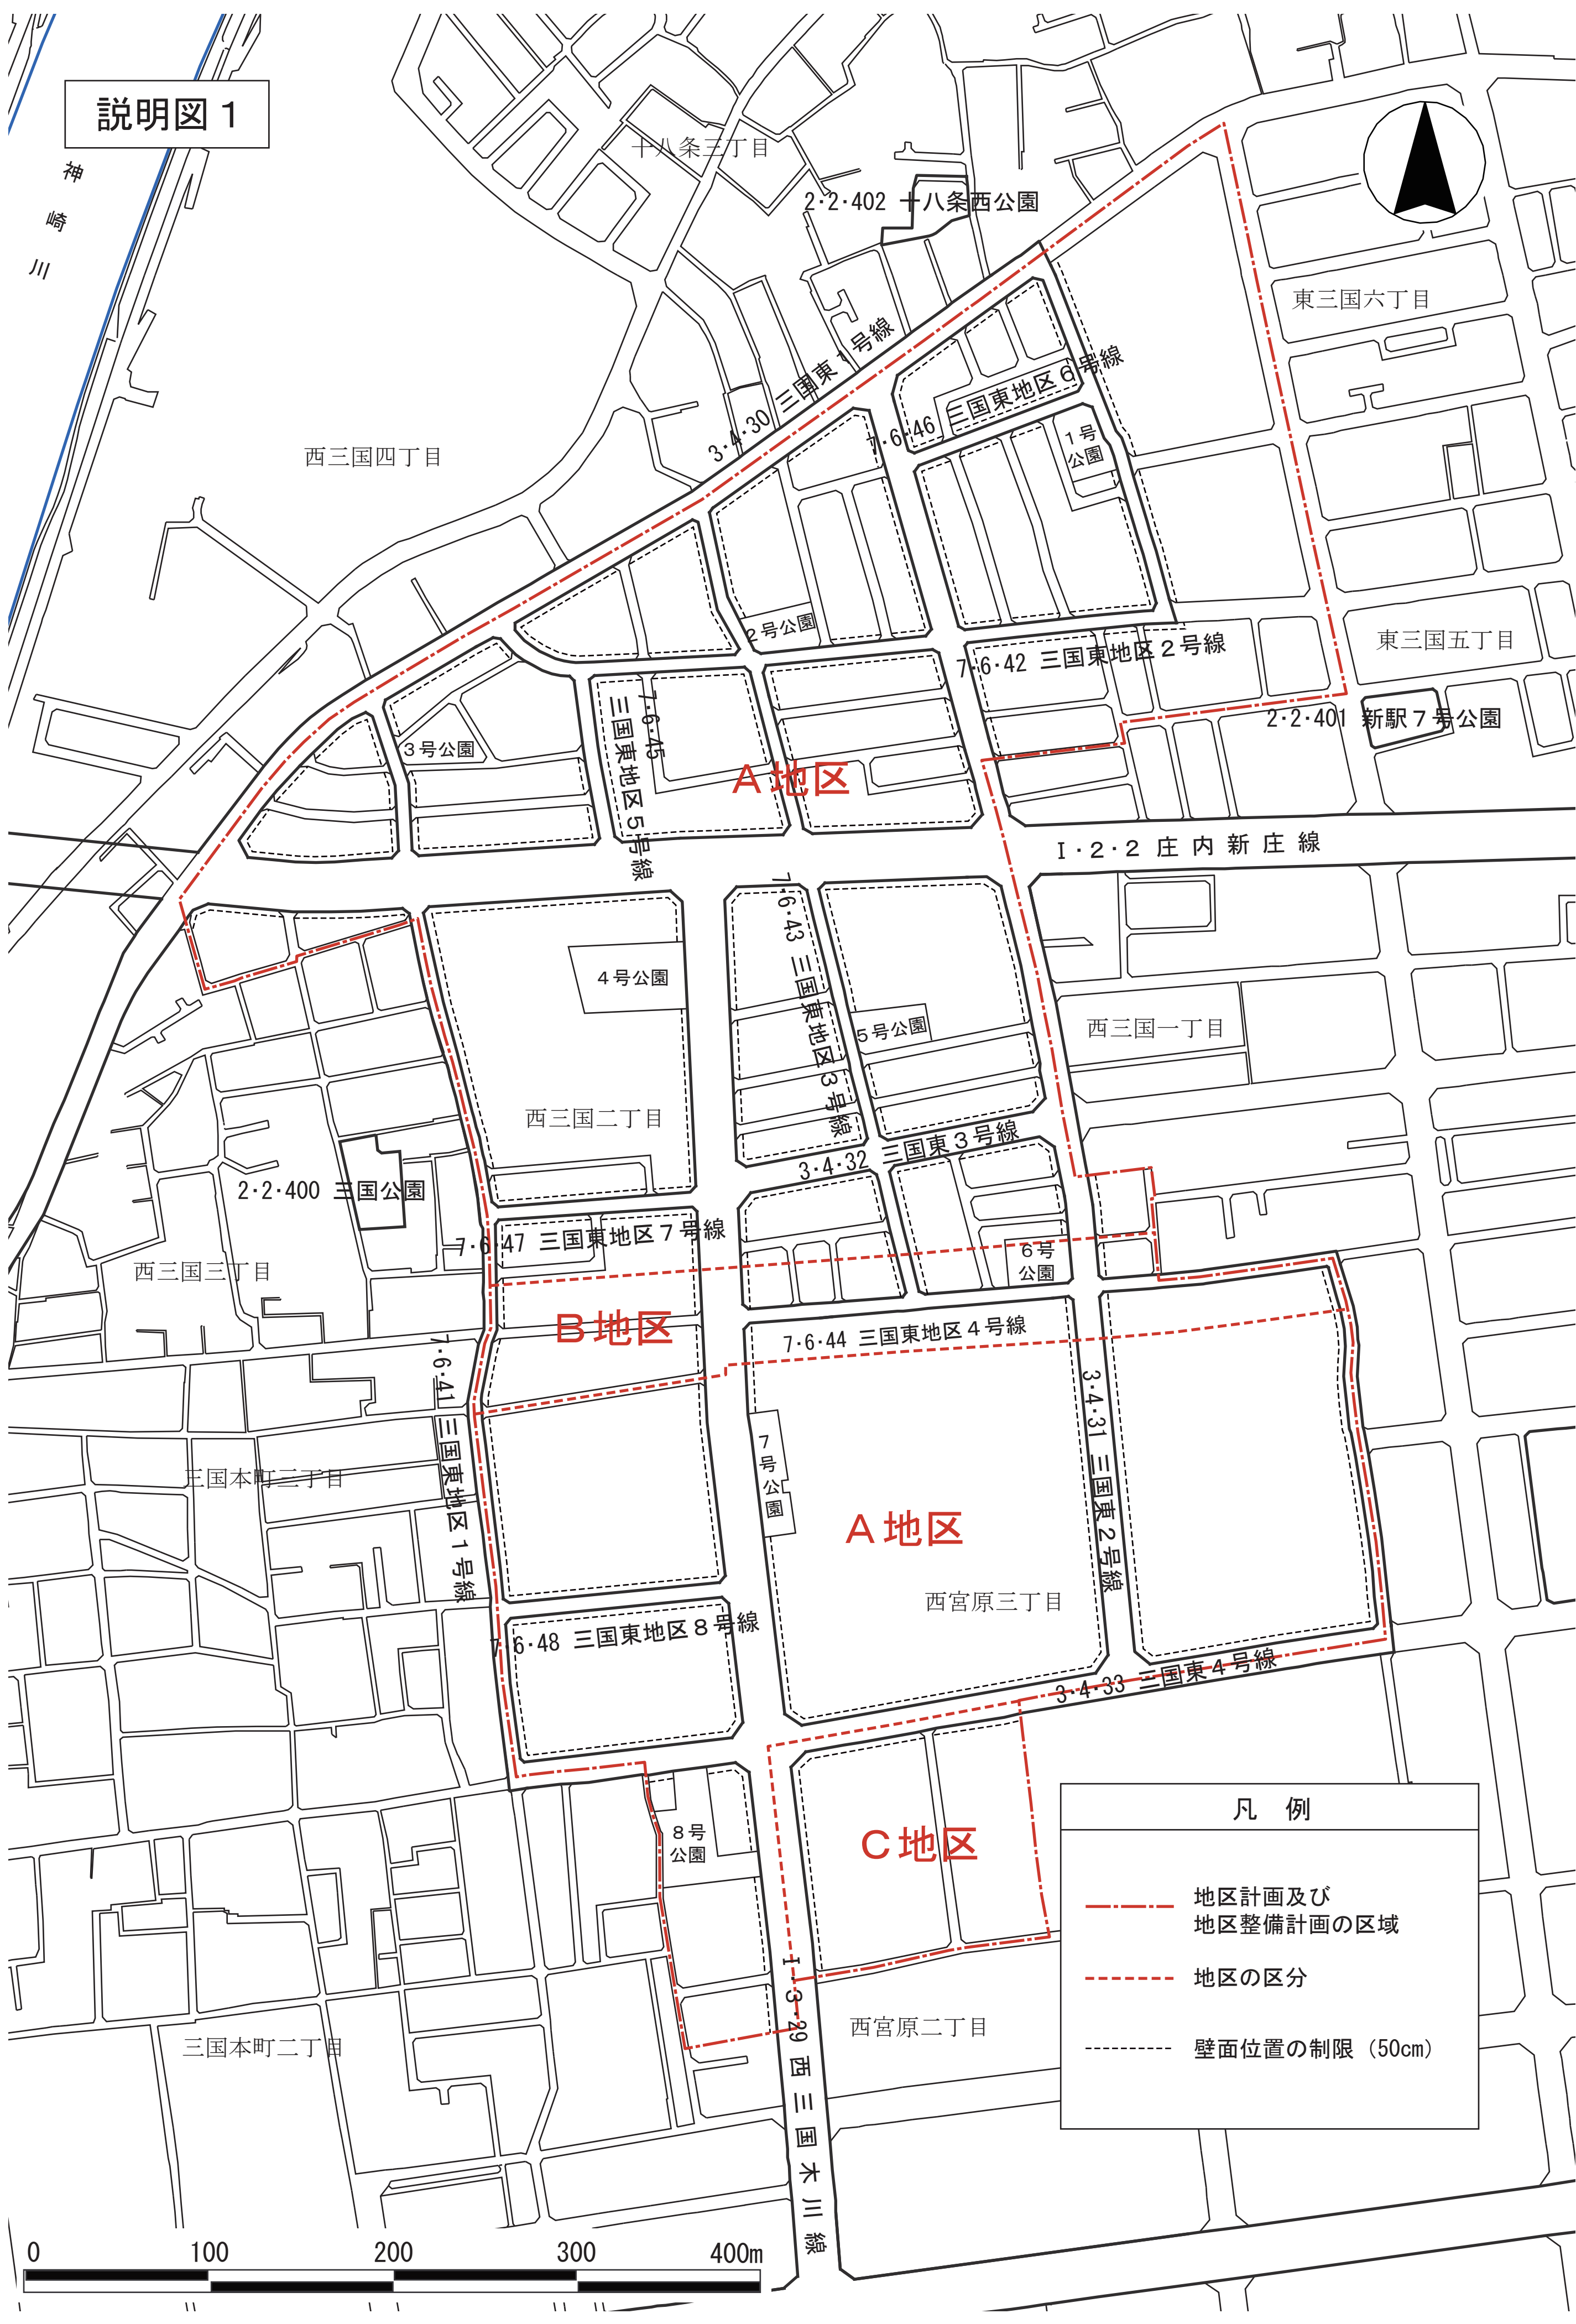 説明図１
神崎川
十八条三丁目
2･2･402 十八条西公園
東三国六丁目
3･4･30 三国東１号線
7･6･46 三国東地区６号線
１号
公園
西三国四丁目
２号公園
東三国五丁目
7･6･42 三国東地区２号線
2･2･401 新駅７号公園
３号公園
7･6･45
三国東地区５号線
Ａ地区
Ⅰ･２･２ 庄内新庄線
7･6･43 三国東地区３号線
４号公園
５号公園
西三国一丁目
西三国二丁目
3･4･32 三国東３号線
2･2･400 三国公園
7･6･47 三国東地区７号線
６号
公園
西三国三丁目
Ｂ地区
7･6･44 三国東地区４号線
7･6･41 三国東地区１号線
3･4･31 三国東２号線
７号公園
三国本町三丁目
Ａ地区
西宮原三丁目
7･6･48 三国東地区８号線
3･4･33 三国東４号線
８号
公園
Ｃ地区
凡 例
地区計画及び
地区整備計画の区域
地区の区分
壁面位置の制限（50cm）
Ⅰ･3･29 西三国木川線
西宮原二丁目
三国本町二丁目
0 100 200 300 400m